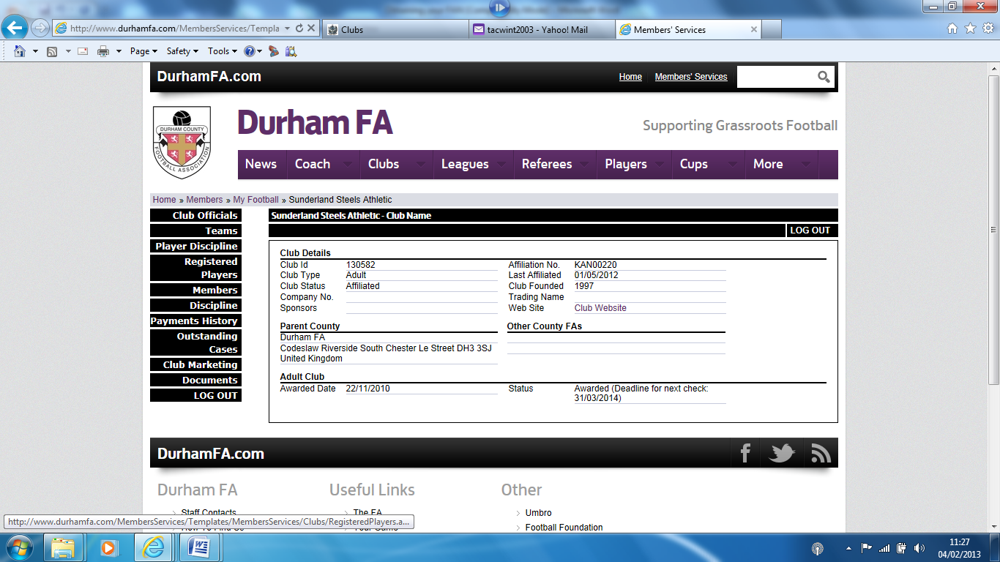 http://www.durhamfa.com/MembersServices/Templa
Clubs
tacwint2003 - Yahoo! Mail
Members' Services
Page
Safety
Tools
DurhamFA.com
Home
Members' Services
DURHAM COUNTY
FOOTBALL ASSOCIATION
Durham FA
Supporting Grassroots Football
News Coach Clubs Leagues Referees Players Cups More
Home » Members » My Football » Sunderland Steels Athletic
Club Officials
Teams
Player Discipline
Registered
Players
Members
Discipline
Payments History
Outstanding
Cases
Club Marketing
Documents
LOG OUT
Sunderland Steels Athletic - Club Name
LOG OUT
Club Details
Club Id 130582 Affiliation No. KAN00220
Club Type Adult Last Affiliated 01/05/2012
Club Status Affiliated Club Founded 1997
Company No. Trading Name
Sponsors Web Site Club Website
Parent County Other County FAs
Durham FA
Codeslaw Riverside South Chester Le Street DH3 3SJ
United Kingdom
Adult Club
Awarded Date 22/11/2010 Status Awarded (Deadline for next check:
31/03/2014)
DurhamFA.com
Durham FA Useful Links Other
Staff Contacts The FA Umbro
Football Foundation
http://www.durhamfa.com/MembersServices/Templates/MembersServices/Clubs/RegisteredPlayers.a...
11:27
04/02/2013